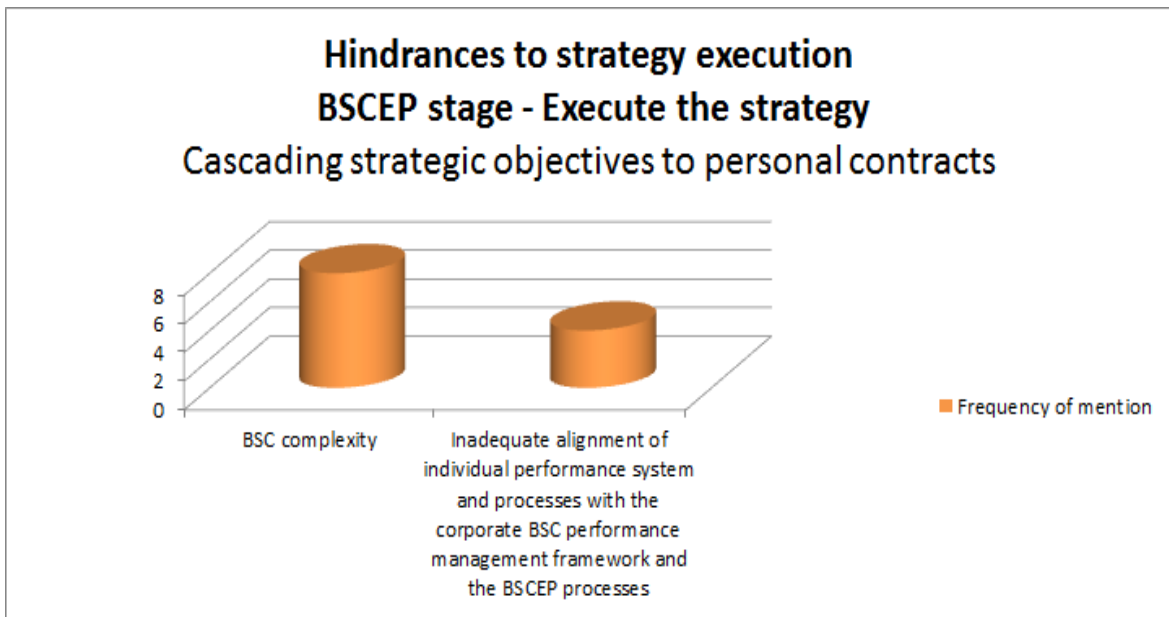 Hindrances to strategy execution
BSCEP stage - Execute the strategy
Cascading strategic objectives to personal contracts
8
6
4
2
0
BSC complexity
Inadequate alignment of
individual performance system
and processes with the
corporate BSC performance
management framework and
the BSCEP processes
Frequency of mention